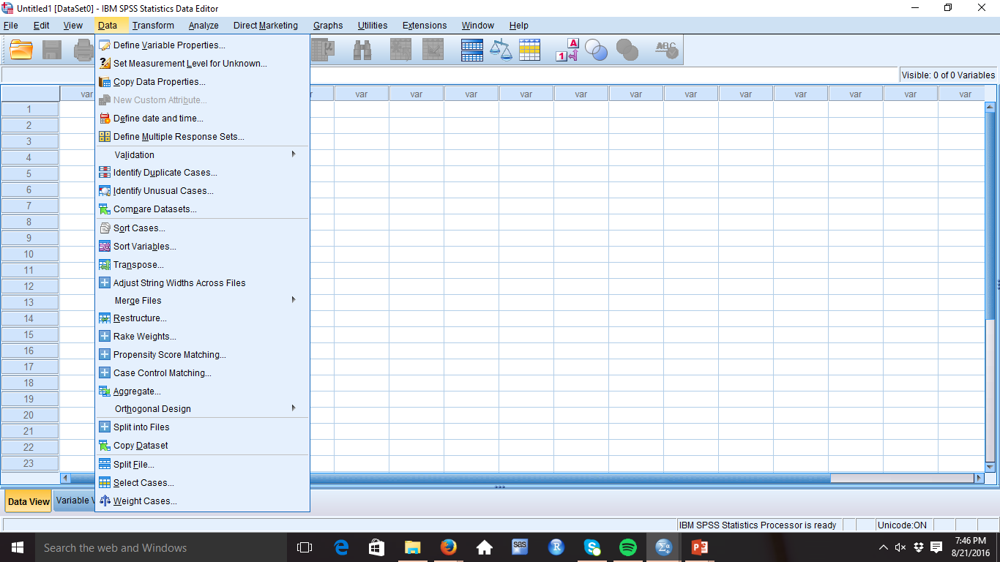 Untitled1 [DataSet0] - IBM SPSS Statistics Data Editor
File Edit View Data Transform Analyze Direct Marketing Graphs Utilities Extensions Window Help
A
1
ABC
Visible: 0 of 0 Variables
var var var var var var var var var var var var var
Define Variable Properties...
Set Measurement Level for Unknown...
Copy Data Properties...
New Custom Attribute...
Define date and time...
Define Multiple Response Sets...
Validation
Identify Duplicate Cases...
Identify Unusual Cases...
Compare Datasets...
Sort Cases...
Sort Variables...
Transpose...
Adjust String Widths Across Files
Merge Files
Restructure...
Rake Weights...
Propensity Score Matching...
Case Control Matching...
Aggregate...
Orthogonal Design
Split into Files
Copy Dataset
Split File...
Select Cases...
Weight Cases...
1
2
3
4
5
6
7
8
9
10
11
12
13
14
15
16
17
18
19
20
21
22
23
Data View Variable V
IBM SPSS Statistics Processor is ready Unicode:ON
Search the web and Windows
sas
R
7:46 PM
8/21/2016